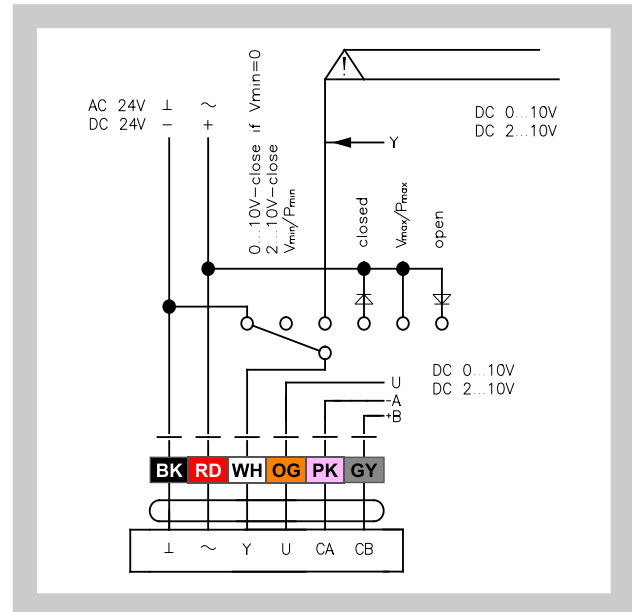 !
AC 24V ⊥ ~
DC 24V − +
0...10V-close if Vmin=0
2...10V-close
Vmin/Pmin
DC 0...10V
DC 2...10V
Y
closed
Vmax/Pmax
open
DC 0...10V
DC 2...10V
U
-A
+B
BK RD WH OG PK GY
⊥ ~ Y U CA CB